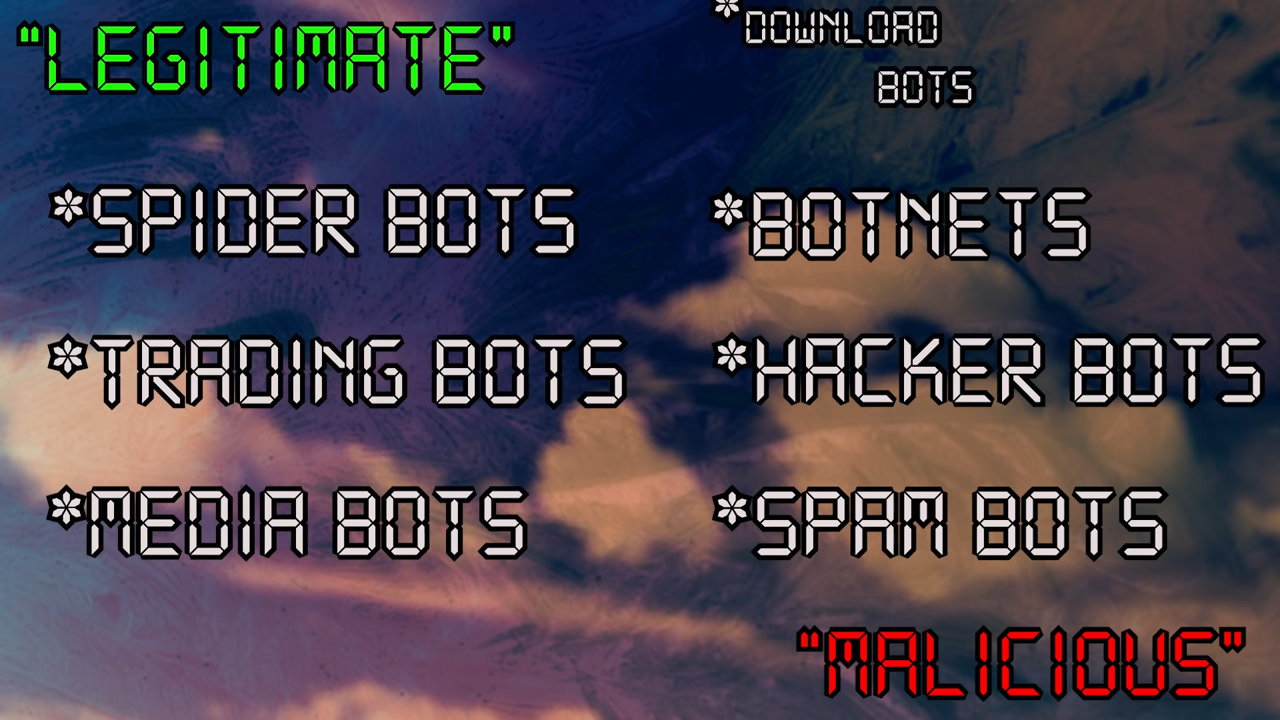 "LEGITIMATE"
*SPIDER BOTS
*TRADING BOTS
*MEDIA BOTS
*DOWNLOAD
BOTS
*BOTNETS
*HACKER BOTS
*SPAM BOTS
"MALICIOUS"